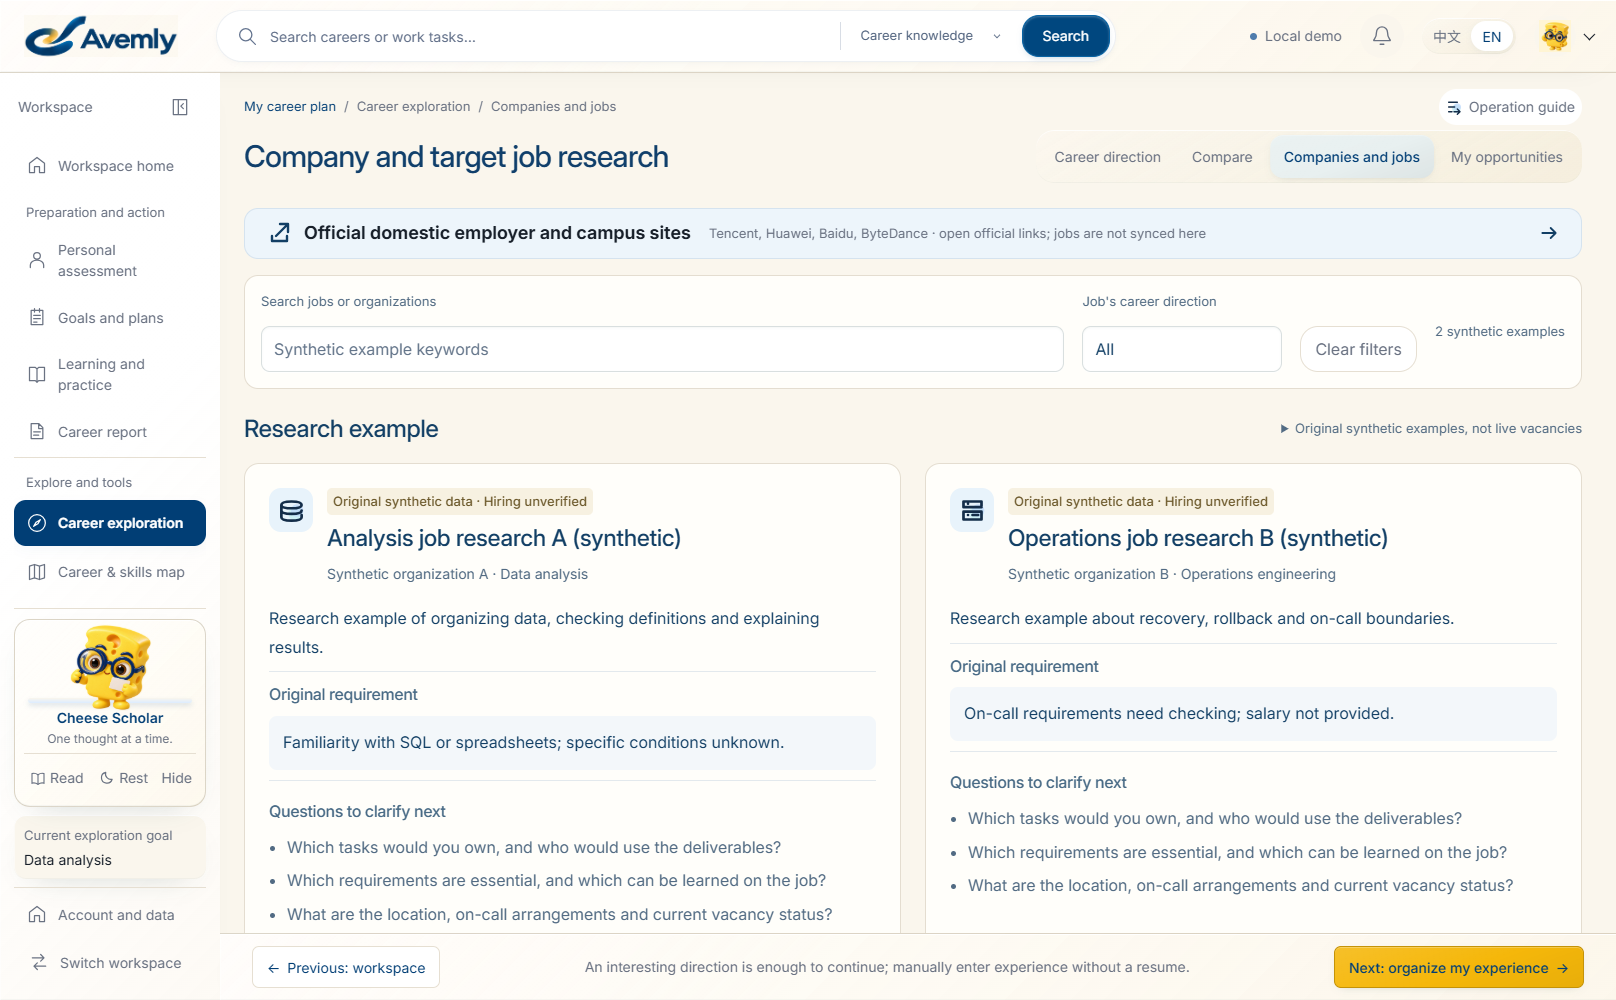 Avemly
Search careers or work tasks...
Career knowledge
Search
Local demo
中文
EN
Workspace
Workspace home
Preparation and action
Personal
assessment
Goals and plans
Learning and
practice
Career report
Explore and tools
Career exploration
Career & skills map
Cheese Scholar
One thought at a time.
Read
Rest
Hide
Current exploration goal
Data analysis
Account and data
Switch workspace
My career plan / Career exploration / Companies and jobs
Operation guide
Company and target job research
Career direction
Compare
Companies and jobs
My opportunities
Official domestic employer and campus sites
Tencent, Huawei, Baidu, ByteDance · open official links; jobs are not synced here
Search jobs or organizations
Synthetic example keywords
Job's career direction
All
Clear filters
2 synthetic examples
Research example
Original synthetic examples, not live vacancies
Original synthetic data · Hiring unverified
Analysis job research A (synthetic)
Synthetic organization A · Data analysis
Research example of organizing data, checking definitions and explaining
results.
Original requirement
Familiarity with SQL or spreadsheets; specific conditions unknown.
Questions to clarify next
• Which tasks would you own, and who would use the deliverables?
• Which requirements are essential, and which can be learned on the job?
• What are the location, on-call arrangements and current vacancy status?
Original synthetic data · Hiring unverified
Operations job research B (synthetic)
Synthetic organization B · Operations engineering
Research example about recovery, rollback and on-call boundaries.
Original requirement
On-call requirements need checking; salary not provided.
Questions to clarify next
• Which tasks would you own, and who would use the deliverables?
• Which requirements are essential, and which can be learned on the job?
• What are the location, on-call arrangements and current vacancy status?
← Previous: workspace
An interesting direction is enough to continue; manually enter experience without a resume.
Next: organize my experience →